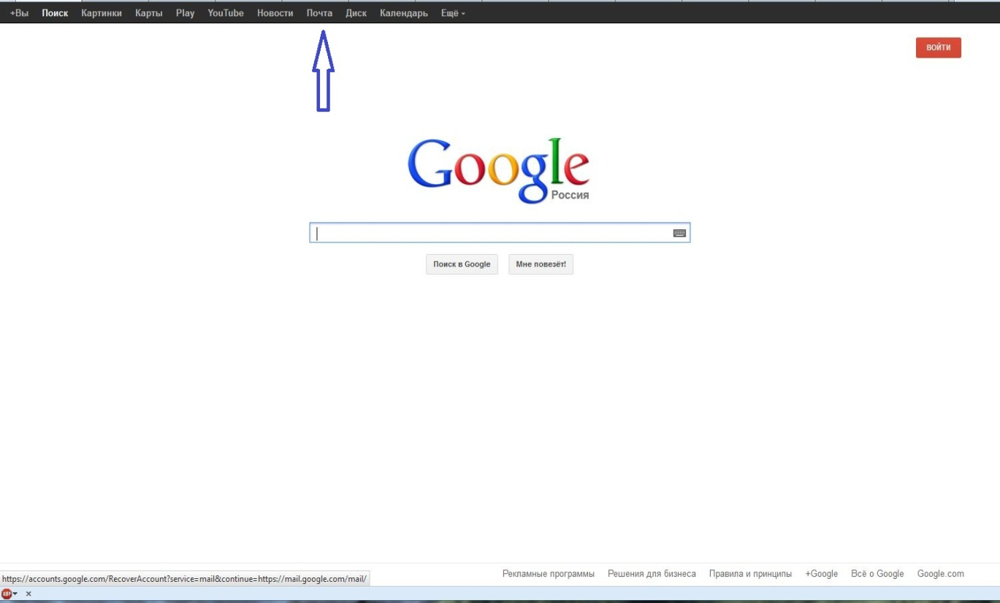 +Вы Поиск Картинки Карты Play YouTube Новости Почта Диск Календарь Ещё
ВОЙТИ
Google
Россия
Поиск в Google Мне повезёт!
Рекламные программы Решения для бизнеса Правила и принципы +Google Всё о Google Google.com
https://accounts.google.com/RecoverAccount?service=mail&continue=https://mail.google.com/mail/
ABP